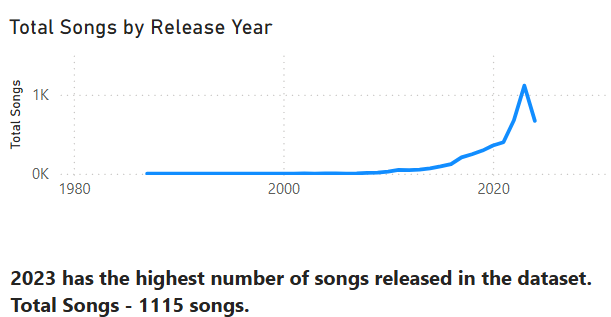 Total Songs by Release Year
Total Songs
1K
0K
1980 2000 2020
2023 has the highest number of songs released in the dataset.
Total Songs - 1115 songs.